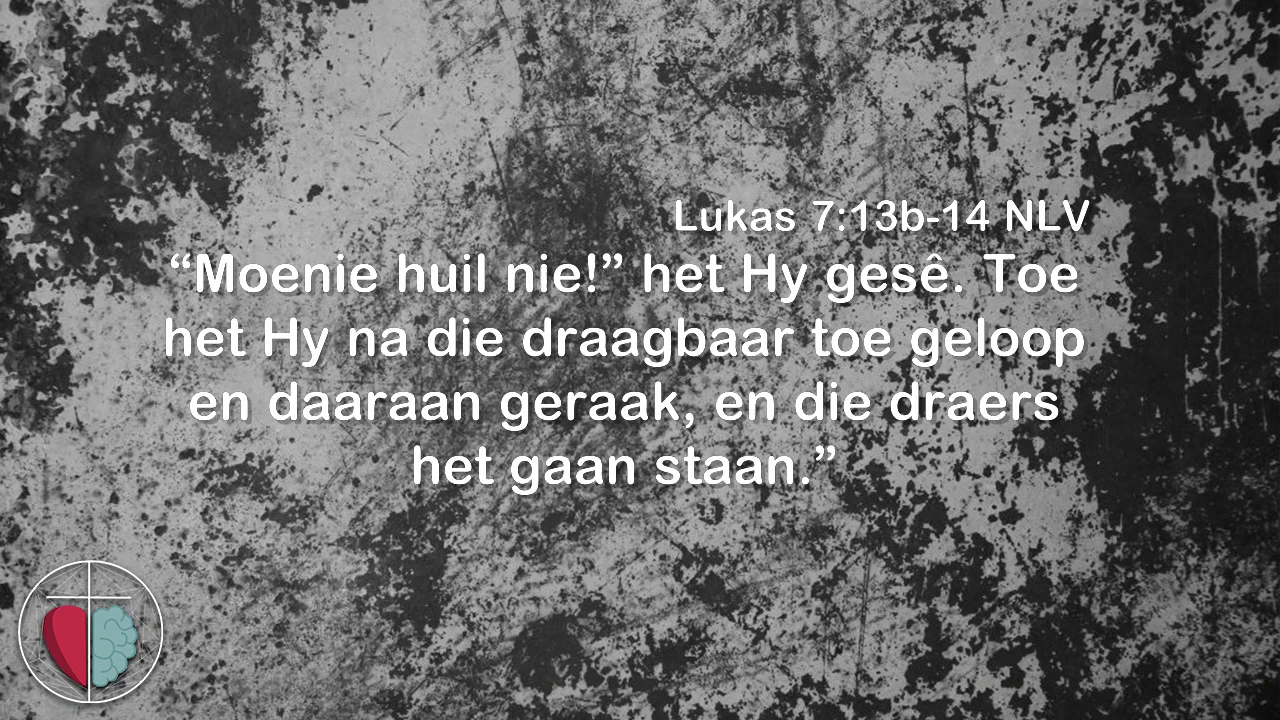 Lukas 7:13b-14 NLV
“Moenie huil nie!” het Hy gesê. Toe
het Hy na die draagbaar toe geloop
en daaraan geraak, en die draers
het gaan staan.”